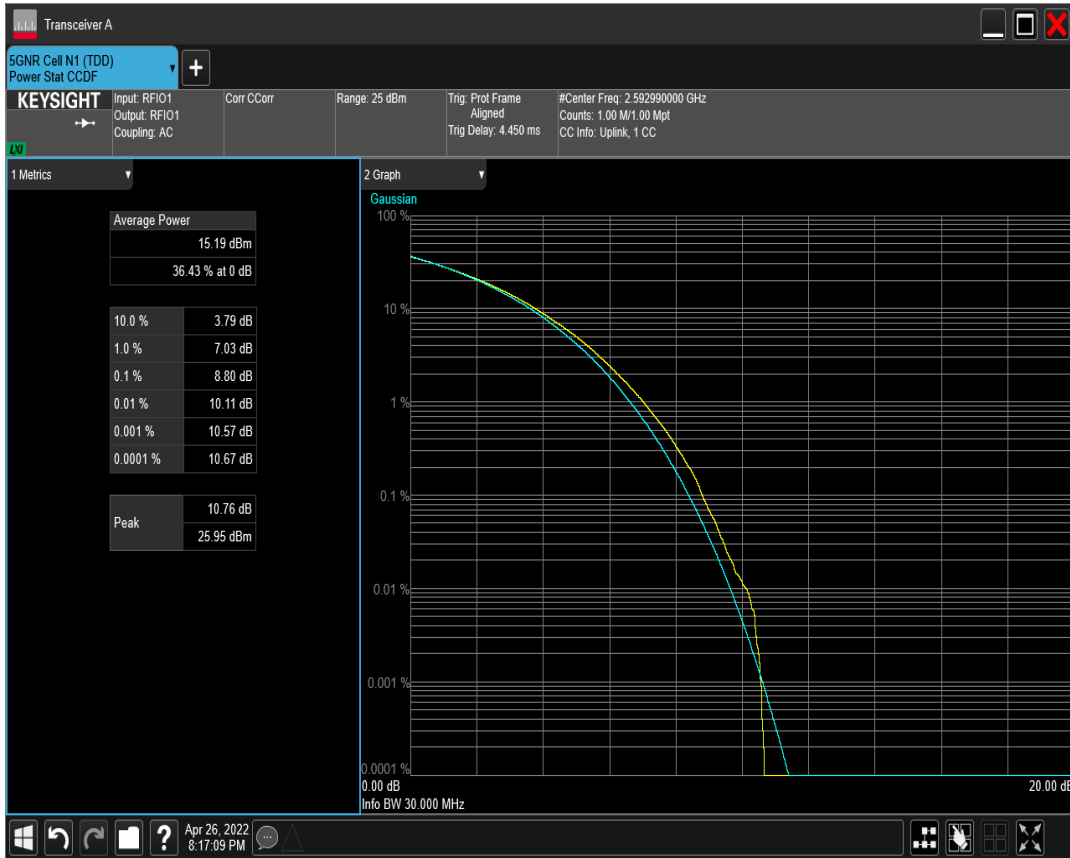 Transceiver A
5GNR Cell N1 (TDD)
Power Stat CCDF
+
KEYSIGHT
LXI
Input: RFIO1
Output: RFIO1
Coupling: AC
Corr CCorr
Range: 25 dBm
Trig: Prot Frame
Aligned
Trig Delay: 4.450 ms
#Center Freq: 2.592990000 GHz
Counts: 1.00 M/1.00 Mpt
CC Info: Uplink, 1 CC
1 Metrics
Average Power
15.19 dBm
36.43 % at 0 dB
10.0 % 3.79 dB
1.0 % 7.03 dB
0.1 % 8.80 dB
0.01 % 10.11 dB
0.001 % 10.57 dB
0.0001 % 10.67 dB
Peak
10.76 dB
25.95 dBm
2 Graph
Gaussian
100 %
10 %
1 %
0.1 %
0.01 %
0.001 %
0.0001 %
0.00 dB 20.00 dB
Info BW 30.000 MHz
?
Apr 26, 2022
8:17:09 PM